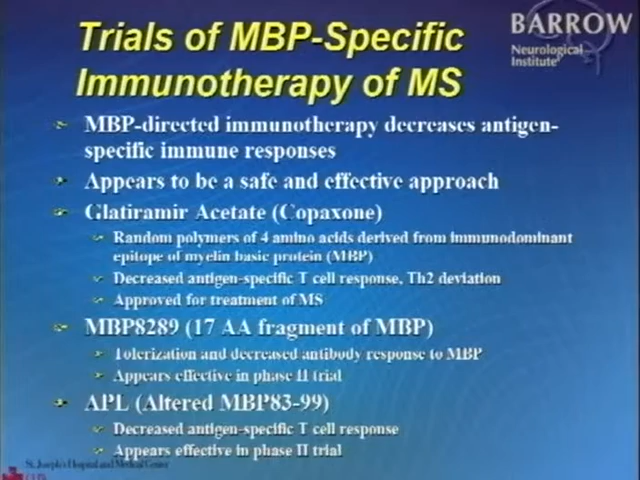 Trials of MBP-Specific
Immunotherapy of MS
BARROW
Neurological
Institute
MBP-directed immunotherapy decreases antigen-
specific immune responses
Appears to be a safe and effective approach
Glatiramir Acetate (Copaxone)
Random polymers of 4 amino acids derived from immunodominant
epitope of myelin basic protein (MBP)
Decreased antigen-specific T cell response, Th2 deviation
Approved for treatment of MS
MBP8289 (17 AA fragment of MBP)
Tolerization and decreased antibody response to MBP
Appears effective in phase II trial
APL (Altered MBP83-99)
Decreased antigen-specific T cell response
Appears effective in phase II trial
St. Joseph's Hospital and Medical Center